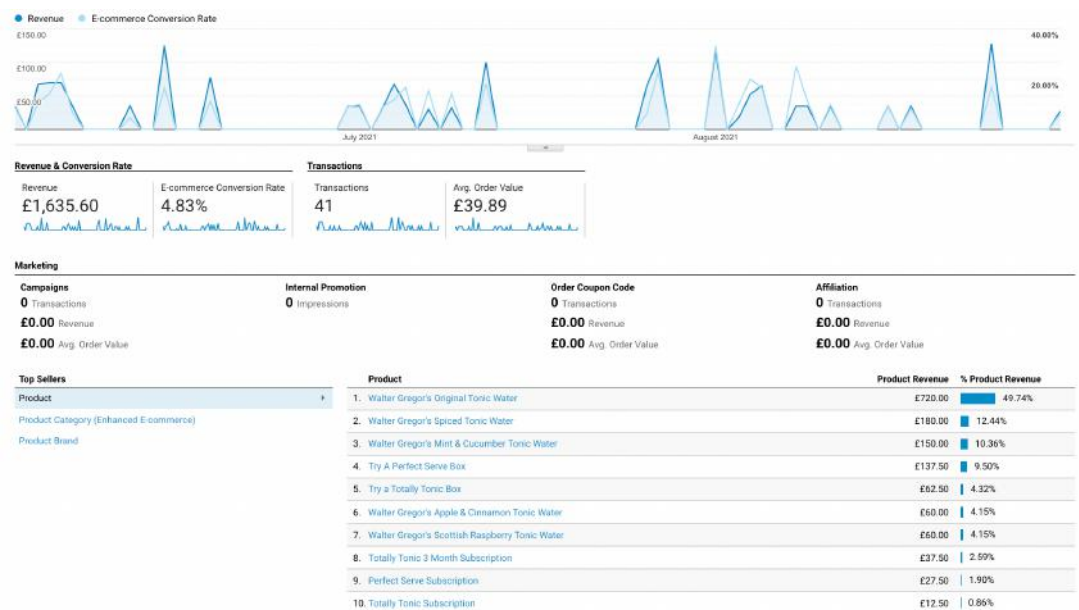 Revenue E-commerce Conversion Rate
£150.00 40.00%
£100.00
20.00%
£50.00
July 2021 August 2021
Revenue & Conversion Rate Transactions
Revenue E-commerce Conversion Rate Transactions Avg. Order Value
£1,635.60 4.83% 41 £39.89
Marketing
Campaigns Internal Promotion Order Coupon Code Affiliation
0 Transactions 0 Impressions 0 Transactions 0 Transactions
£0.00 Revenue £0.00 Revenue £0.00 Revenue
£0.00 Avg. Order Value £0.00 Avg. Order Value £0.00 Avg. Order Value
Top Sellers Product Product Revenue % Product Revenue
Product 1. Walter Gregor's Original Tonic Water £720.00 49.74%
Product Category (Enhanced E-commerce) 2. Walter Gregor's Spiced Tonic Water £180.00 12.44%
Product Brand 3. Walter Gregor's Mint & Cucumber Tonic Water £150.00 10.36%
4. Try A Perfect Serve Box £137.50 9.50%
5. Try a Totally Tonic Box £62.50 4.32%
6. Walter Gregor's Apple & Cinnamon Tonic Water £60.00 4.15%
7. Walter Gregor's Scottish Raspberry Tonic Water £60.00 4.15%
8. Totally Tonic 3 Month Subscription £37.50 2.59%
9. Perfect Serve Subscription £27.50 1.90%
10. Totally Tonic Subscription £12.50 0.86%